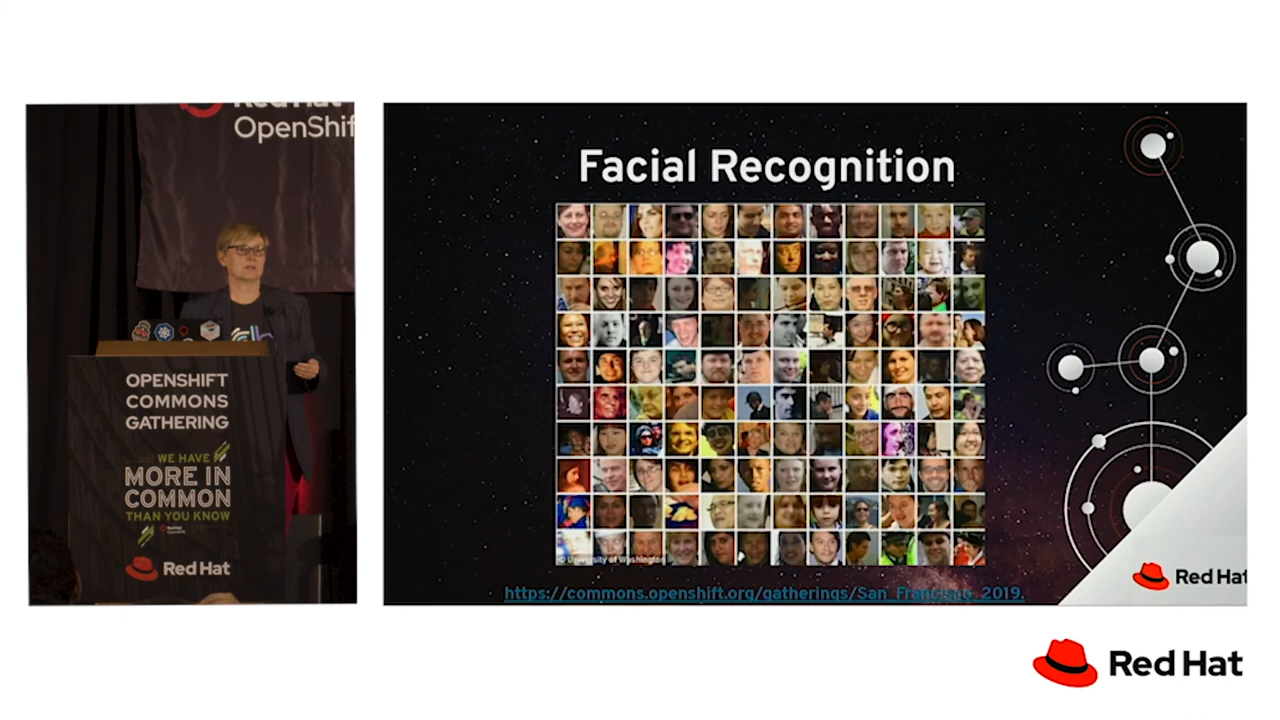 Red Hat
OpenShif
OPENSHIFT
COMMONS
GATHERING
WE HAVE
MORE IN
COMMON
THAN YOU KNOW
Red Hat
Facial Recognition
© University of Washington
https://commons.openshift.org/gatherings/San_Francisco_2019.
Red Hat
Red Hat